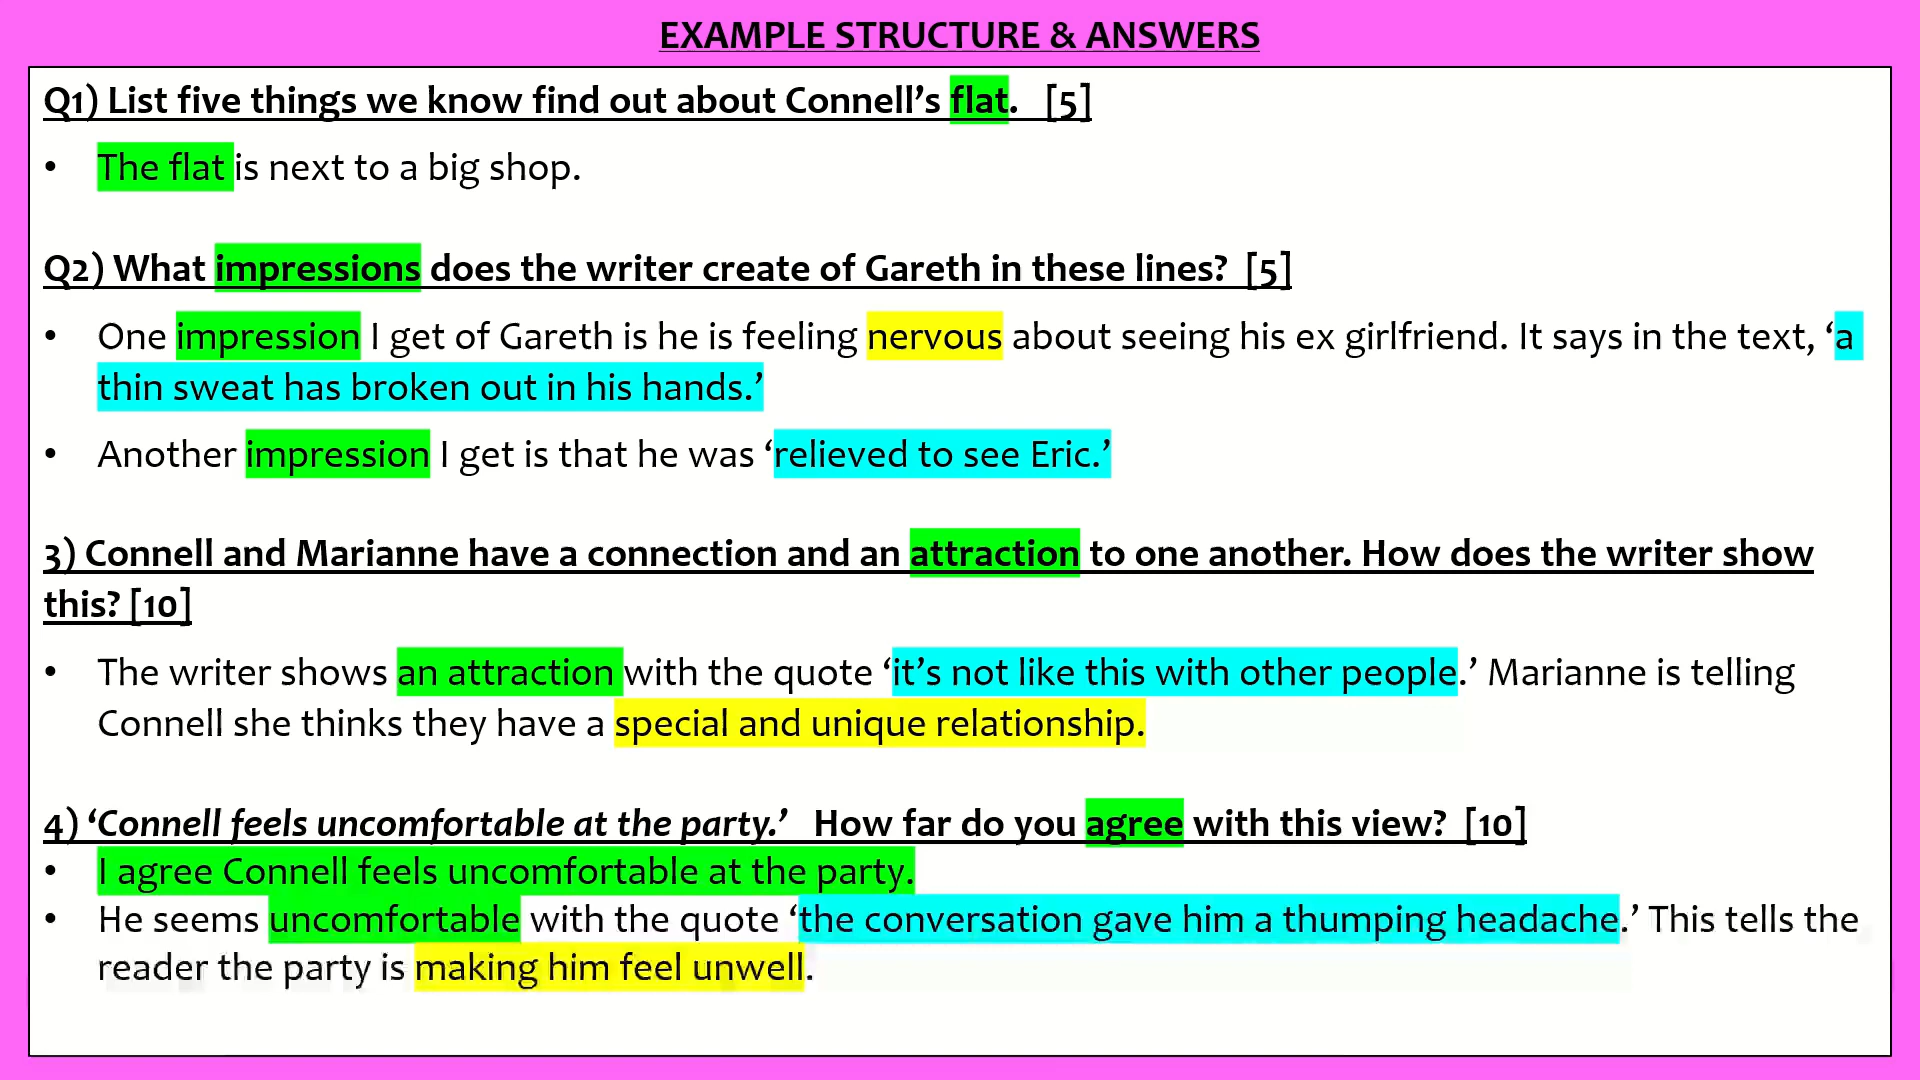 EXAMPLE STRUCTURE & ANSWERS
Q1) List five things we know find out about Connell’s flat.   [5]
• The flat is next to a big shop.
Q2) What impressions does the writer create of Gareth in these lines?  [5]
• One impression I get of Gareth is he is feeling nervous about seeing his ex girlfriend. It says in the text, ‘a
thin sweat has broken out in his hands.’
• Another impression I get is that he was ‘relieved to see Eric.’
3) Connell and Marianne have a connection and an attraction to one another. How does the writer show
this? [10]
• The writer shows an attraction with the quote ‘it’s not like this with other people.’ Marianne is telling
Connell she thinks they have a special and unique relationship.
4) ‘Connell feels uncomfortable at the party.’   How far do you agree with this view?  [10]
• I agree Connell feels uncomfortable at the party.
• He seems uncomfortable with the quote ‘the conversation gave him a thumping headache.’ This tells the
reader the party is making him feel unwell.